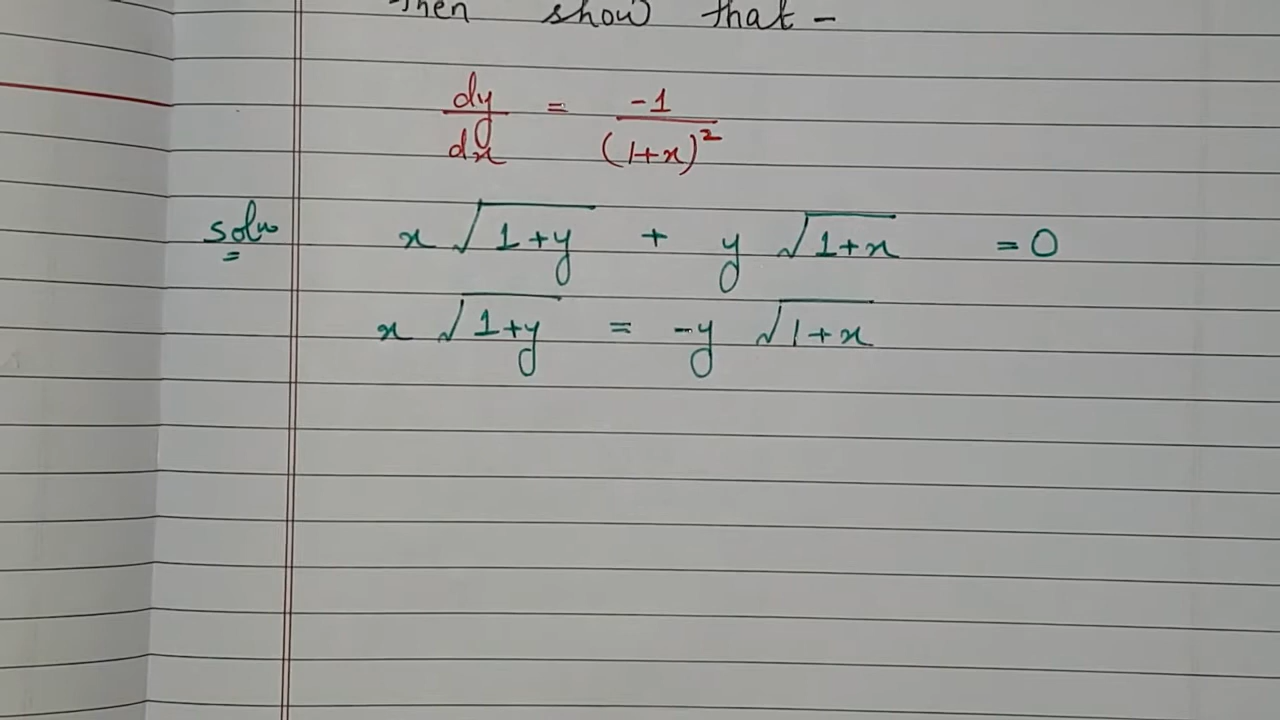 Then show that -
dy/dx = -1/(1+x)²
soln x √(1+y) + y √(1+x) = 0
x √(1+y) = -y √(1+x)